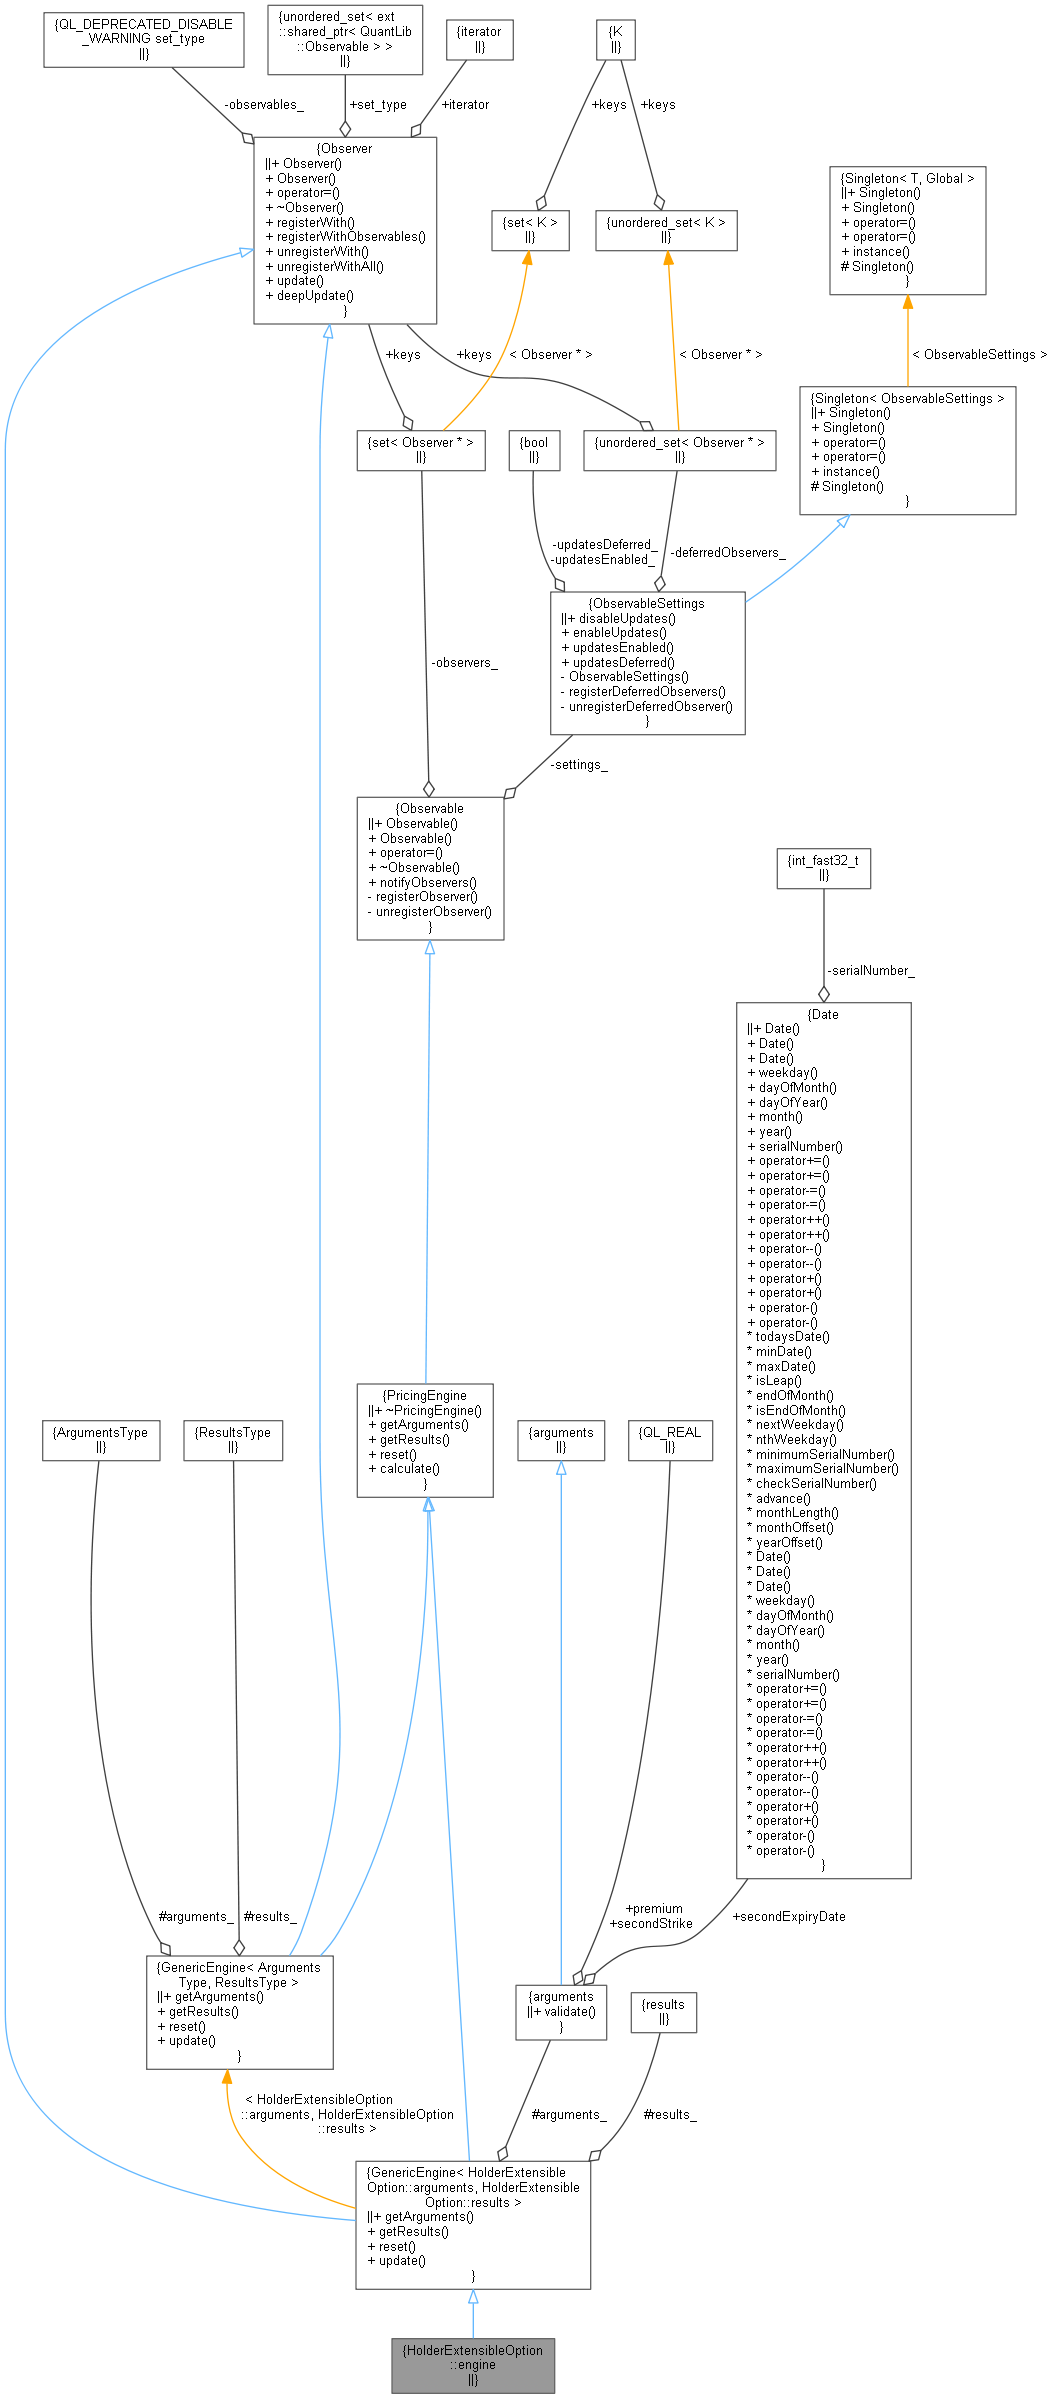 {QL_DEPRECATED_DISABLE
_WARNING set_type
||}
{unordered_set< ext
::shared_ptr< QuantLib
::Observable > >
||}
{iterator
||}
{K
||}
-observables_
+set_type
+iterator
+keys
+keys
{Observer
||+ Observer()
+ Observer()
+ operator=()
+ ~Observer()
+ registerWith()
+ registerWithObservables()
+ unregisterWith()
+ unregisterWithAll()
+ update()
+ deepUpdate()
}
{set< K >
||}
{unordered_set< K >
||}
{Singleton< T, Global >
||+ Singleton()
+ Singleton()
+ operator=()
+ operator=()
+ instance()
# Singleton()
}
+keys
+keys
< Observer * >
< Observer * >
< ObservableSettings >
{set< Observer * >
||}
{bool
||}
{unordered_set< Observer * >
||}
{Singleton< ObservableSettings >
||+ Singleton()
+ Singleton()
+ operator=()
+ operator=()
+ instance()
# Singleton()
}
-updatesDeferred_
-updatesEnabled_
-deferredObservers_
{ObservableSettings
||+ disableUpdates()
+ enableUpdates()
+ updatesEnabled()
+ updatesDeferred()
- ObservableSettings()
- registerDeferredObservers()
- unregisterDeferredObserver()
}
-observers_
-settings_
{Observable
||+ Observable()
+ Observable()
+ operator=()
+ ~Observable()
+ notifyObservers()
- registerObserver()
- unregisterObserver()
}
{int_fast32_t
||}
-serialNumber_
{Date
||+ Date()
+ Date()
+ Date()
+ weekday()
+ dayOfMonth()
+ dayOfYear()
+ month()
+ year()
+ serialNumber()
+ operator+=()
+ operator+=()
+ operator-=()
+ operator-=()
+ operator++()
+ operator++()
+ operator--()
+ operator--()
+ operator+()
+ operator+()
+ operator-()
+ operator-()
* todaysDate()
* minDate()
* maxDate()
* isLeap()
* endOfMonth()
* isEndOfMonth()
* nextWeekday()
* nthWeekday()
* minimumSerialNumber()
* maximumSerialNumber()
* checkSerialNumber()
* advance()
* monthLength()
* monthOffset()
* yearOffset()
* Date()
* Date()
* Date()
* weekday()
* dayOfMonth()
* dayOfYear()
* month()
* year()
* serialNumber()
* operator+=()
* operator+=()
* operator-=()
* operator-=()
* operator++()
* operator++()
* operator--()
* operator--()
* operator+()
* operator+()
* operator-()
* operator-()
}
{ArgumentsType
||}
{ResultsType
||}
{PricingEngine
||+ ~PricingEngine()
+ getArguments()
+ getResults()
+ reset()
+ calculate()
}
{arguments
||}
{QL_REAL
||}
#arguments_
#results_
+premium
+secondStrike
+secondExpiryDate
{GenericEngine< Arguments
Type, ResultsType >
||+ getArguments()
+ getResults()
+ reset()
+ update()
}
{arguments
||+ validate()
}
{results
||}
< HolderExtensibleOption
::arguments, HolderExtensibleOption
::results >
#arguments_
#results_
{GenericEngine< HolderExtensible
Option::arguments, HolderExtensible
Option::results >
||+ getArguments()
+ getResults()
+ reset()
+ update()
}
{HolderExtensibleOption
::engine
||}